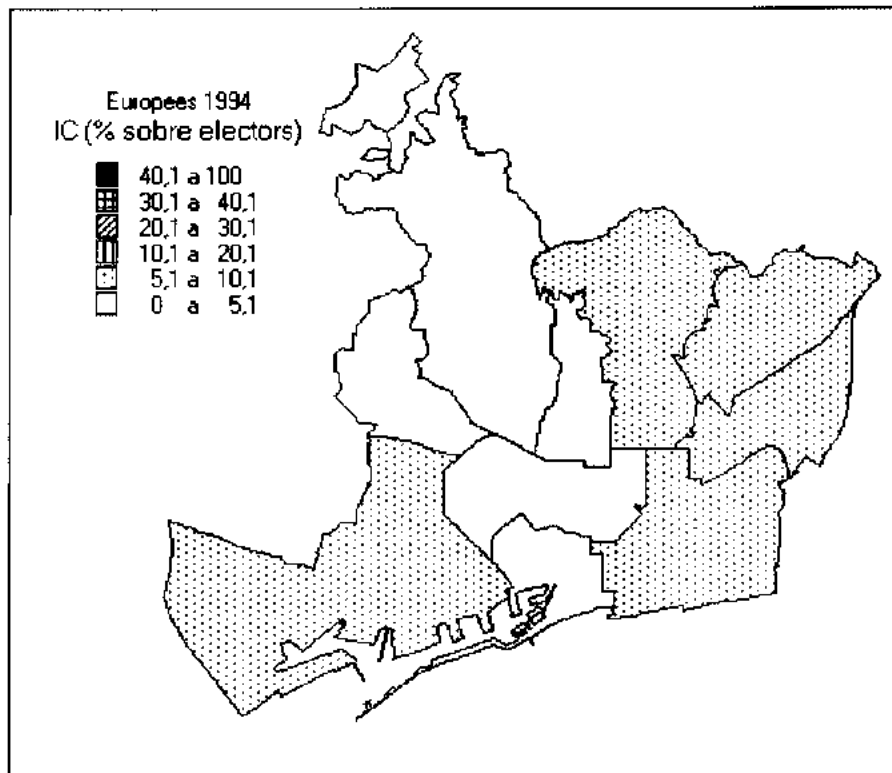 Europees 1994
IC (% sobre electors)
40,1 a 100
30,1 a 40,1
20,1 a 30,1
10,1 a 20,1
5,1 a 10,1
0 a 5,1